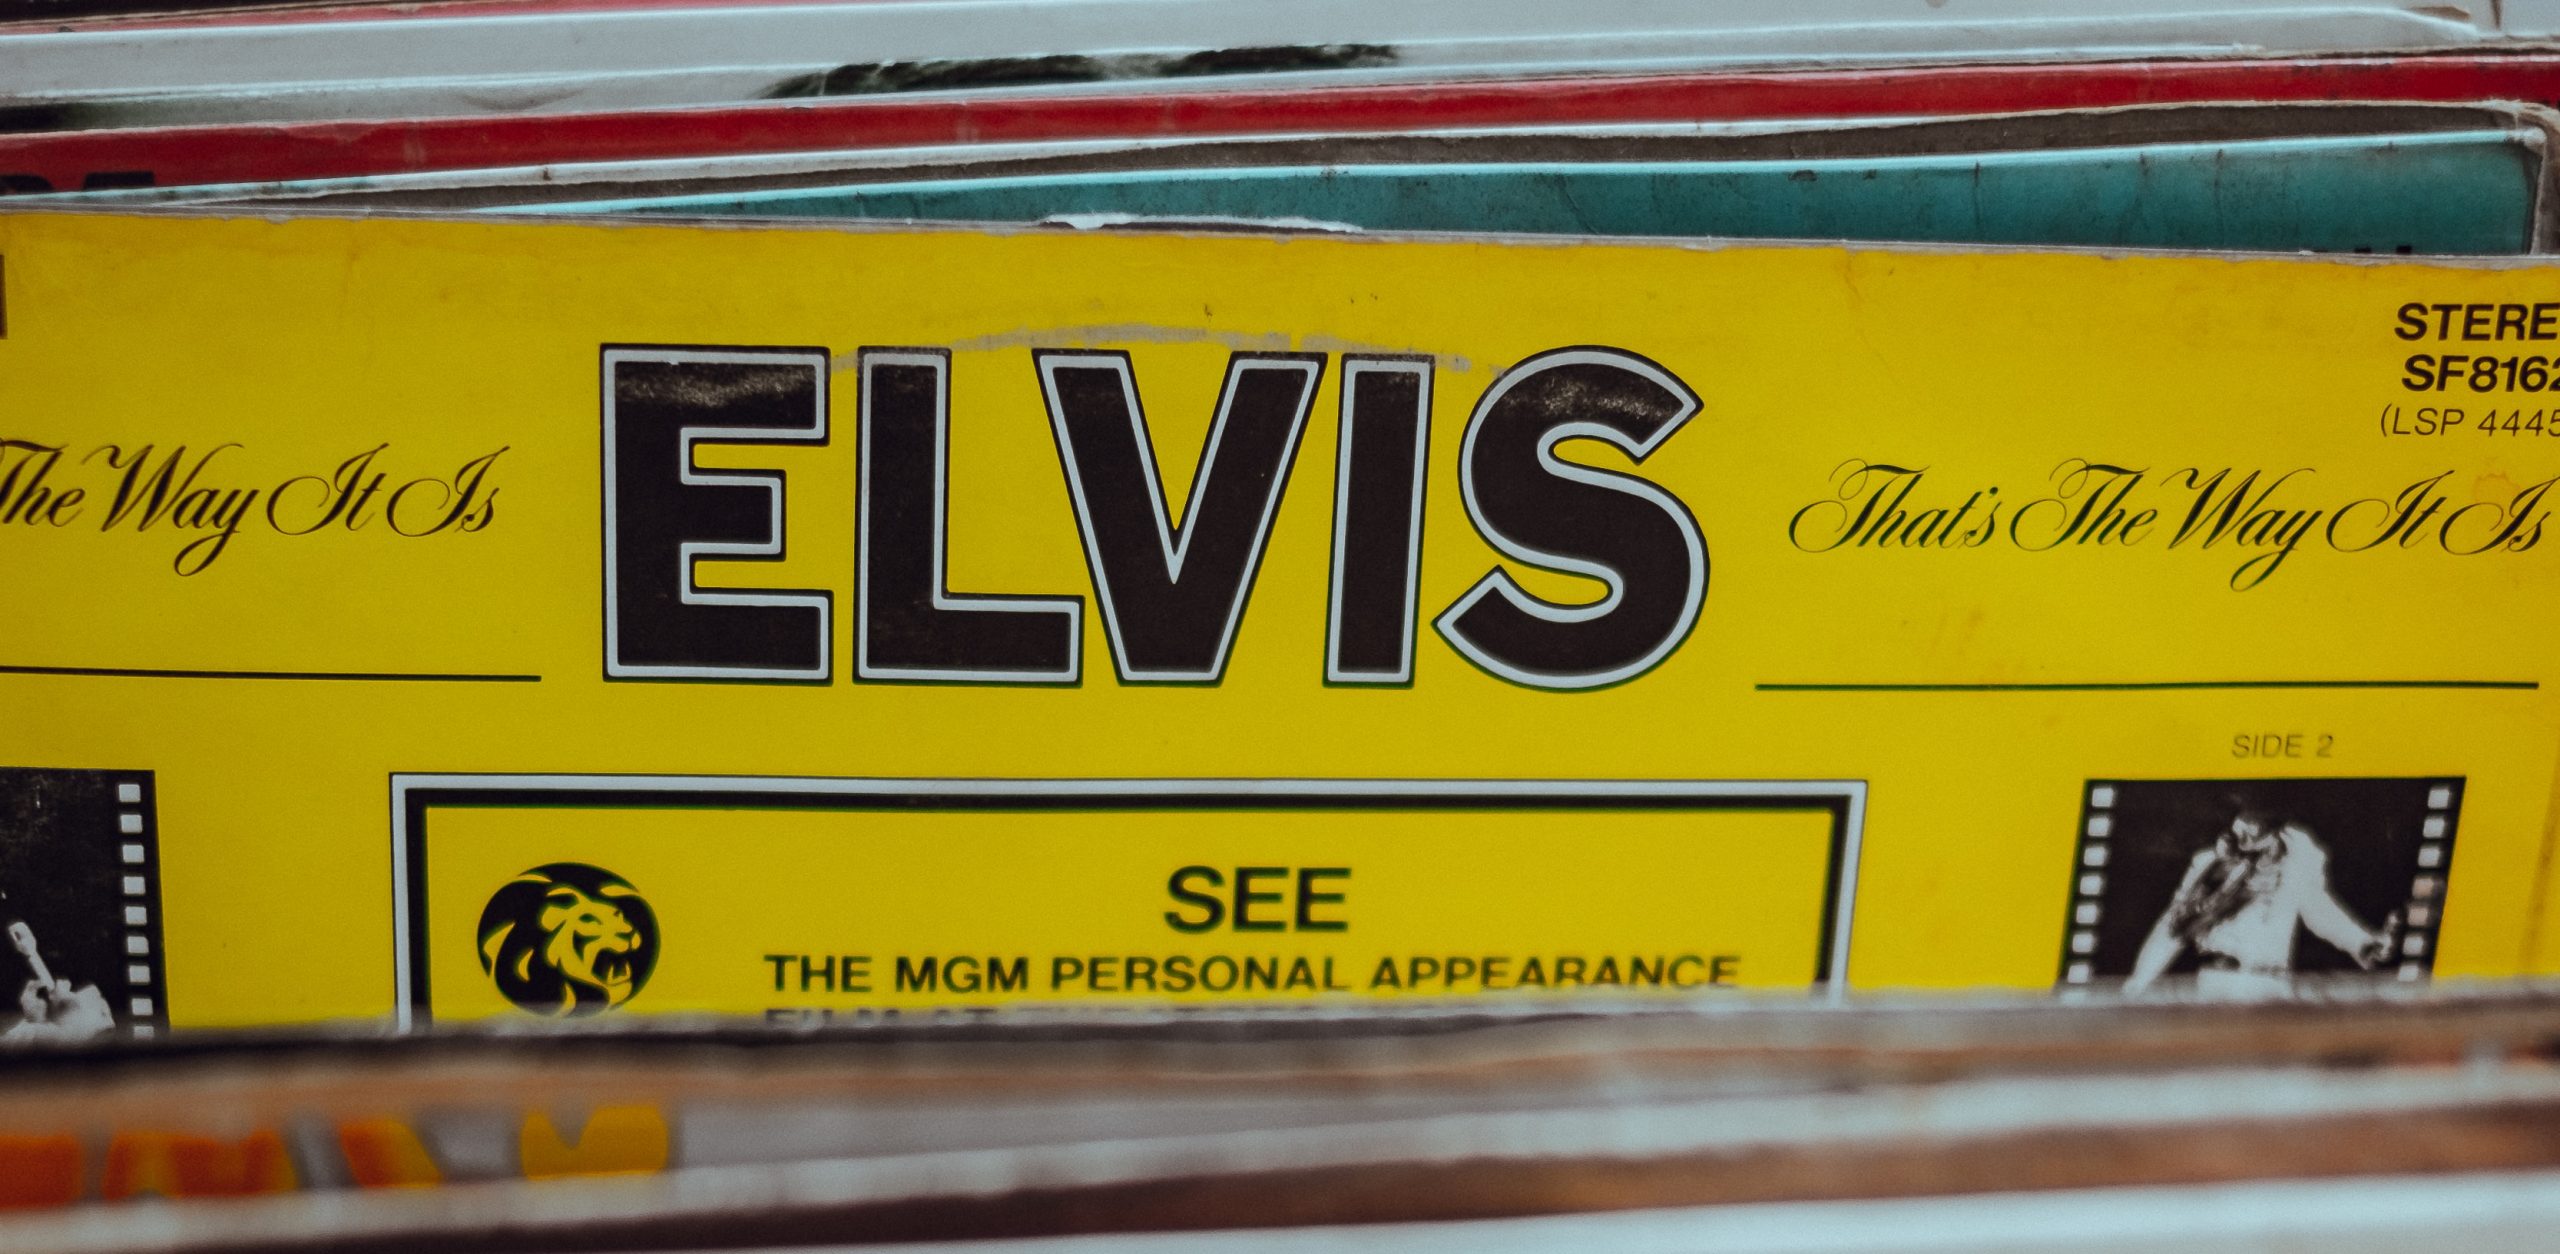 STERE
SF8162
(LSP 4445
ELVIS
The Way It Is
That's The Way It Is
SIDE 2
SEE
THE MGM PERSONAL APPEARANCE